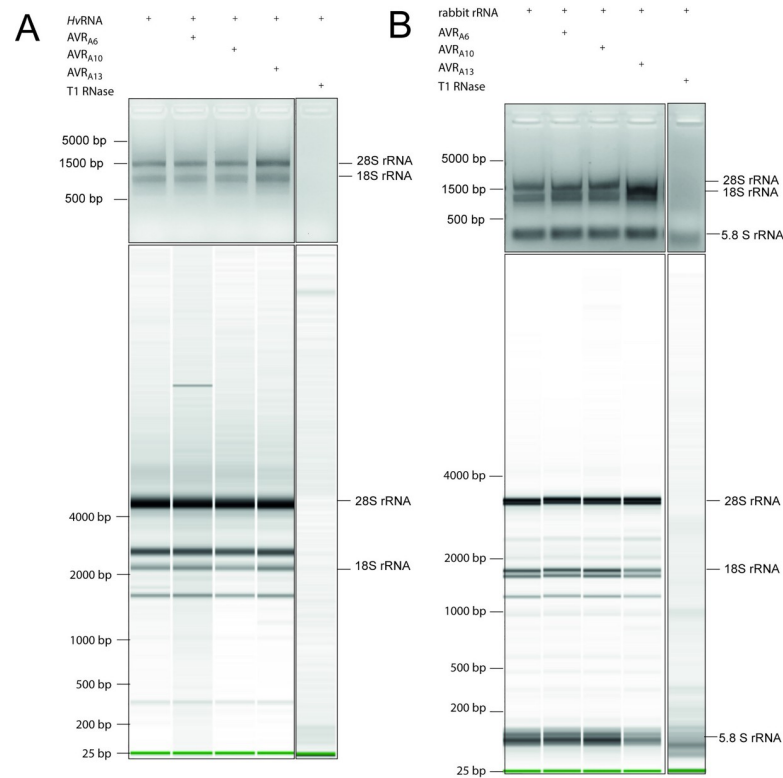 A
HvRNA + + + + +
AVRA6 +
AVRA10 +
AVRA13 +
T1 RNase +
5000 bp
1500 bp
500 bp
28S rRNA
18S rRNA
4000 bp
2000 bp
1000 bp
500 bp
200 bp
25 bp
28S rRNA
18S rRNA
B
rabbit rRNA + + + + +
AVRA6 +
AVRA10 +
AVRA13 +
T1 RNase +
5000 bp
1500 bp
500 bp
28S rRNA
18S rRNA
5.8 S rRNA
4000 bp
2000 bp
1000 bp
500 bp
200 bp
25 bp
28S rRNA
18S rRNA
5.8 S rRNA